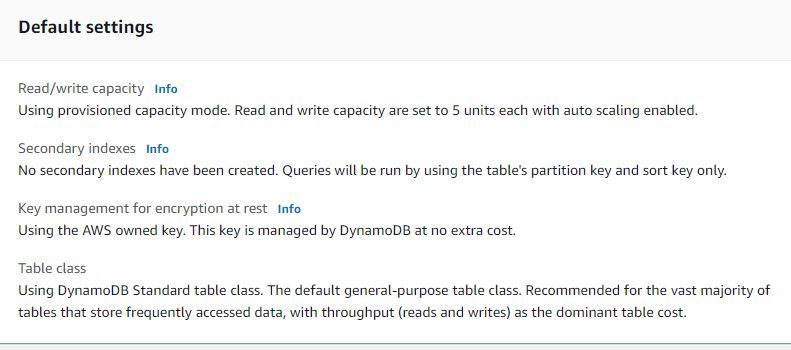 Default settings
Read/write capacity Info
Using provisioned capacity mode. Read and write capacity are set to 5 units each with auto scaling enabled.
Secondary indexes Info
No secondary indexes have been created. Queries will be run by using the table's partition key and sort key only.
Key management for encryption at rest Info
Using the AWS owned key. This key is managed by DynamoDB at no extra cost.
Table class
Using DynamoDB Standard table class. The default general-purpose table class. Recommended for the vast majority of
tables that store frequently accessed data, with throughput (reads and writes) as the dominant table cost.